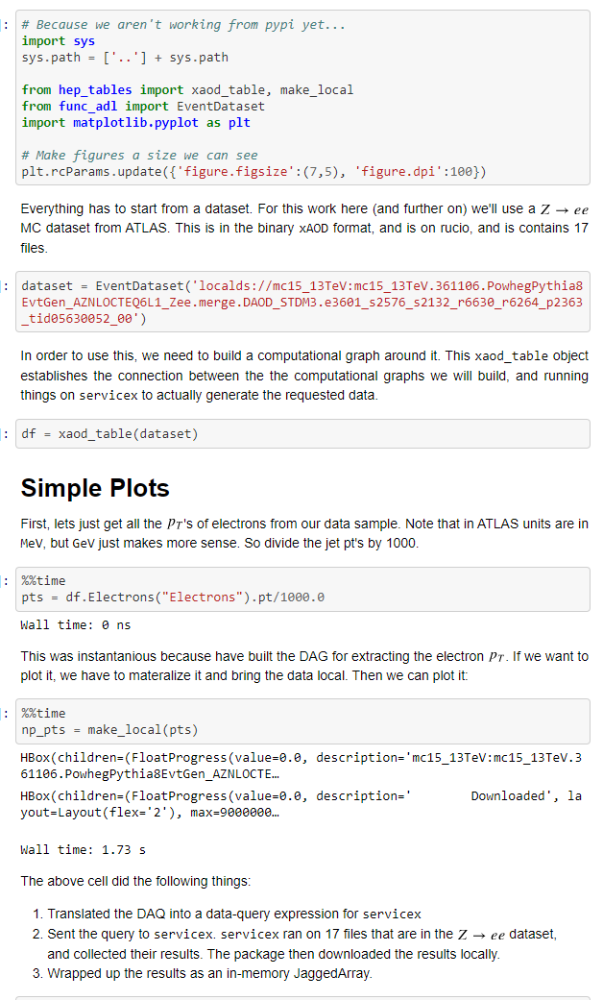 ]: # Because we aren't working from pypi yet...
import sys
sys.path = ['..'] + sys.path
from hep_tables import xaod_table, make_local
from func_adl import EventDataset
import matplotlib.pyplot as plt
# Make figures a size we can see
plt.rcParams.update({'figure.figsize':(7,5), 'figure.dpi':100})
Everything has to start from a dataset. For this work here (and further on) we'll use a Z → ee
MC dataset from ATLAS. This is in the binary xAOD format, and is on rucio, and is contains 17
files.
]: dataset = EventDataset('localds://mc15_13TeV:mc15_13TeV.361106.PowhegPythia8
EvtGen_AZNLOCTEQ6L1_Zee.merge.DAOD_STDM3.e3601_s2576_s2132_r6630_r6264_p2363
_tid05630052_00')
In order to use this, we need to build a computational graph around it. This xaod_table object
establishes the connection between the the computational graphs we will build, and running
things on servicex to actually generate the requested data.
]: df = xaod_table(dataset)
Simple Plots
First, lets just get all the pT's of electrons from our data sample. Note that in ATLAS units are in
MeV, but GeV just makes more sense. So divide the jet pt's by 1000.
]: %%time
pts = df.Electrons("Electrons").pt/1000.0
Wall time: 0 ns
This was instantanious because have built the DAG for extracting the electron pT. If we want to
plot it, we have to materalize it and bring the data local. Then we can plot it:
]: %%time
np_pts = make_local(pts)
HBox(children=(FloatProgress(value=0.0, description='mc15_13TeV:mc15_13TeV.3
61106.PowhegPythia8EvtGen_AZNLOCTE…
HBox(children=(FloatProgress(value=0.0, description='        Downloaded', la
yout=Layout(flex='2'), max=9000000…
Wall time: 1.73 s
The above cell did the following things:
1. Translated the DAQ into a data-query expression for servicex
2. Sent the query to servicex. servicex ran on 17 files that are in the Z → ee dataset,
and collected their results. The package then downloaded the results locally.
3. Wrapped up the results as an in-memory JaggedArray.